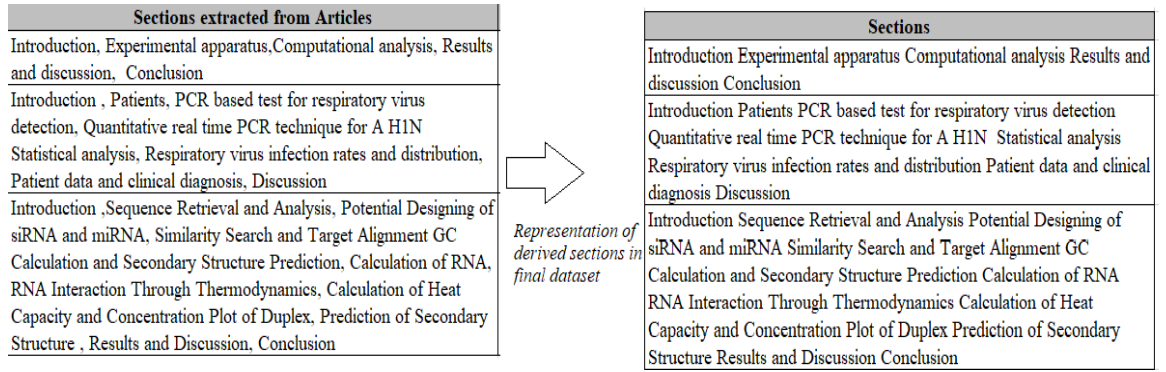 Sections extracted from Articles
Introduction, Experimental apparatus,Computational analysis, Results
and discussion, Conclusion
Introduction , Patients, PCR based test for respiratory virus
detection, Quantitative real time PCR technique for A H1N
Statistical analysis, Respiratory virus infection rates and distribution,
Patient data and clinical diagnosis, Discussion
Introduction ,Sequence Retrieval and Analysis, Potential Designing of
siRNA and miRNA, Similarity Search and Target Alignment GC
Calculation and Secondary Structure Prediction, Calculation of RNA,
RNA Interaction Through Thermodynamics, Calculation of Heat
Capacity and Concentration Plot of Duplex, Prediction of Secondary
Structure , Results and Discussion, Conclusion
Representation of
derived sections in
final dataset
Sections
Introduction Experimental apparatus Computational analysis Results and
discussion Conclusion
Introduction Patients PCR based test for respiratory virus detection
Quantitative real time PCR technique for A H1N Statistical analysis
Respiratory virus infection rates and distribution Patient data and clinical
diagnosis Discussion
Introduction Sequence Retrieval and Analysis Potential Designing of
siRNA and miRNA Similarity Search and Target Alignment GC
Calculation and Secondary Structure Prediction Calculation of RNA
RNA Interaction Through Thermodynamics Calculation of Heat
Capacity and Concentration Plot of Duplex Prediction of Secondary
Structure Results and Discussion Conclusion